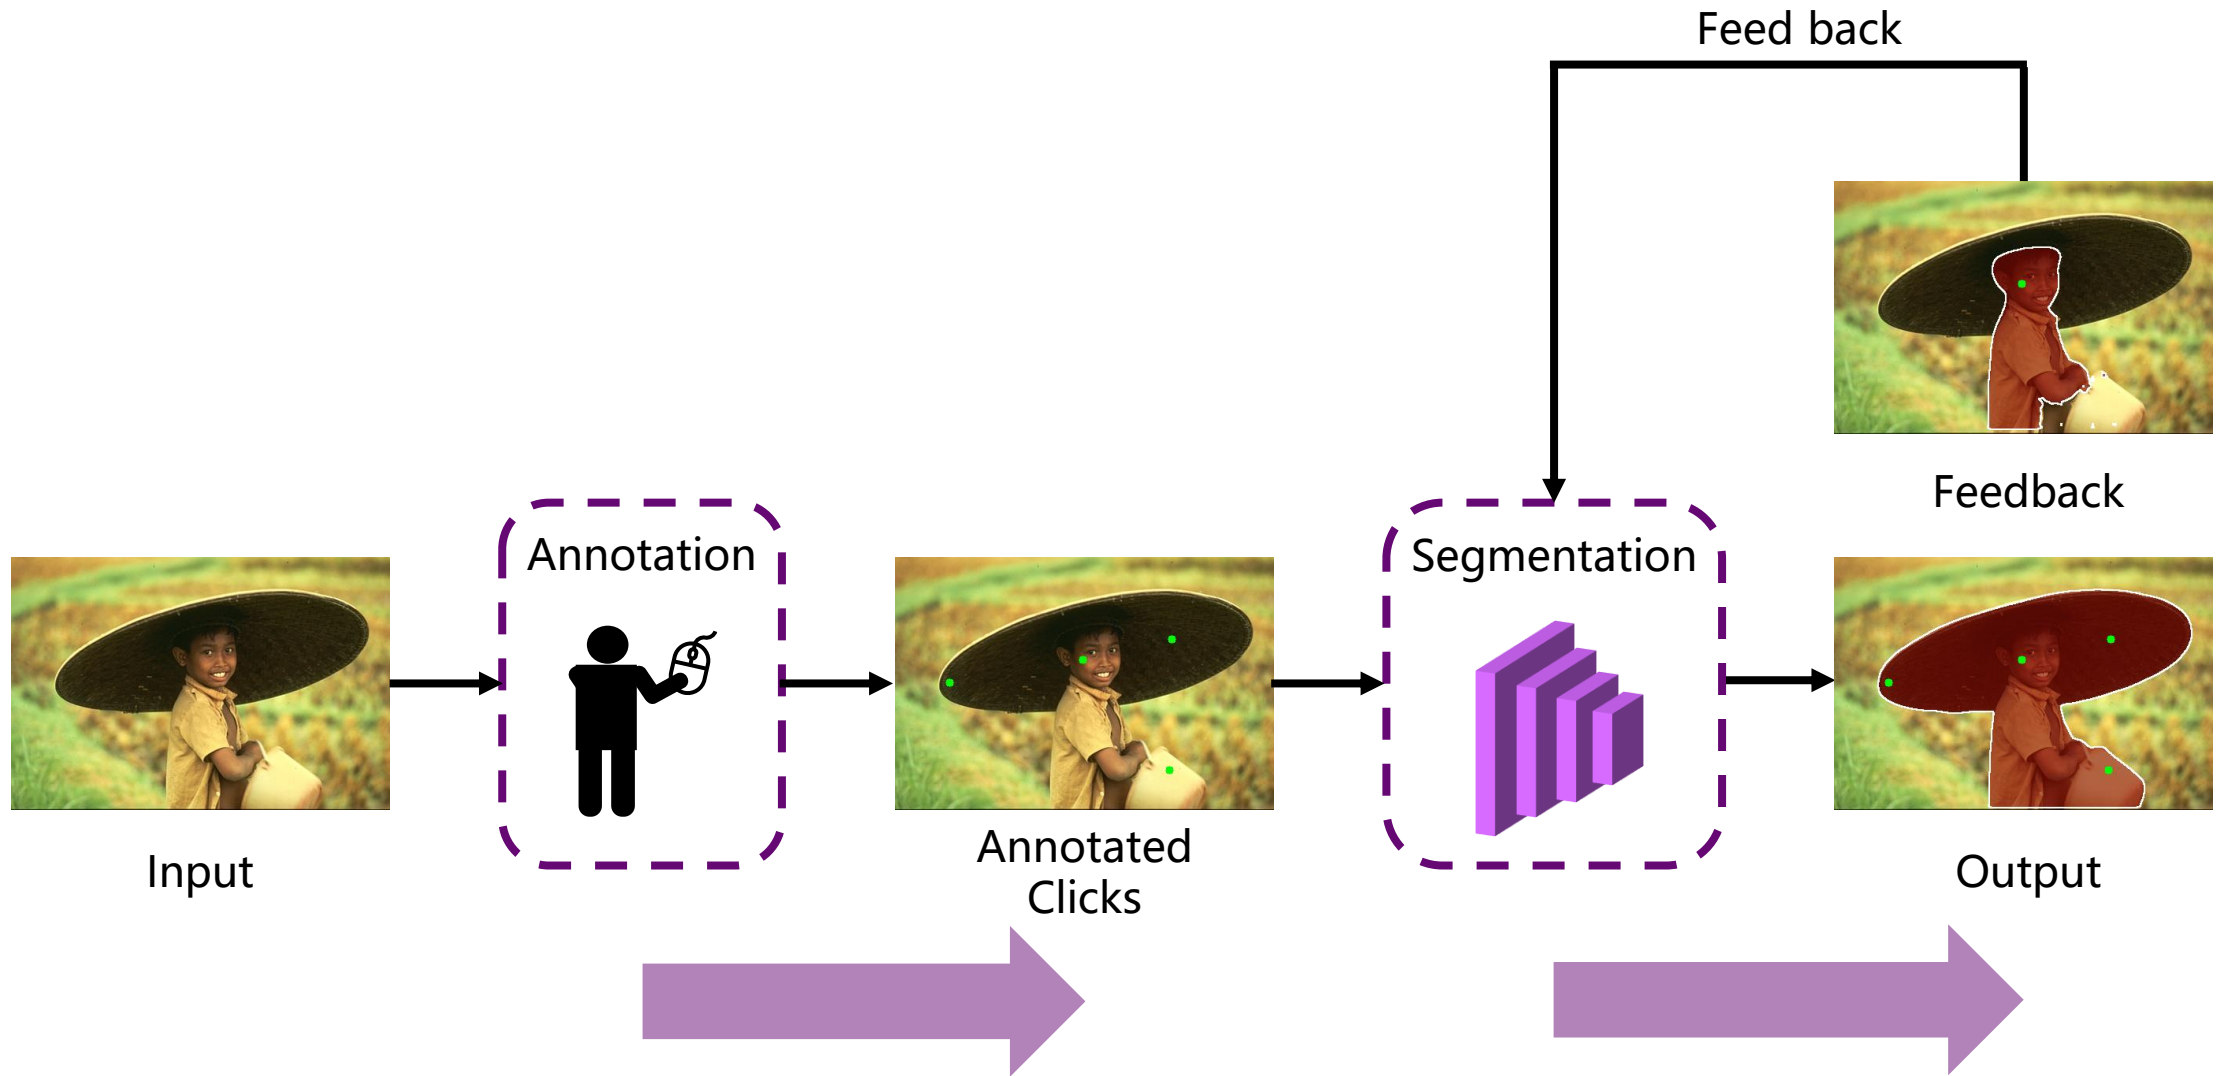 Feed back
Feedback
Annotation
Segmentation
Input
Annotated
Clicks
Output